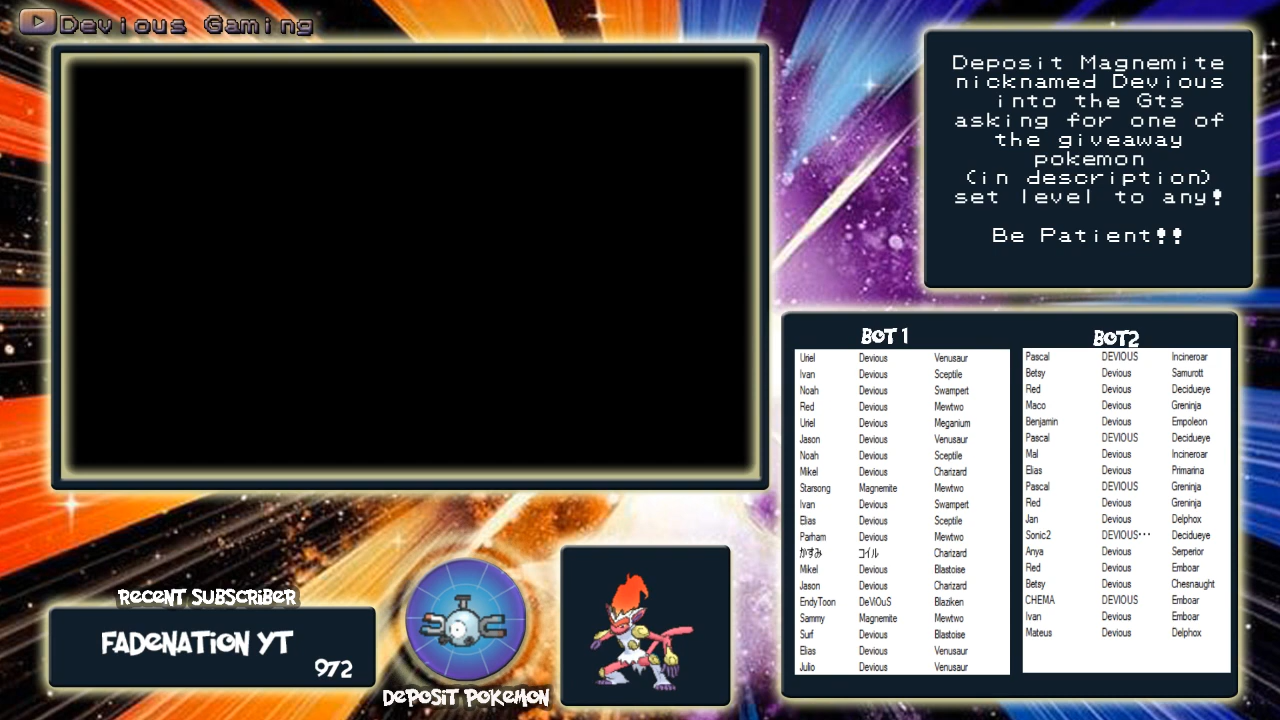 Devious Gaming
Deposit Magnemite
nicknamed Devious
into the Gts
asking for one of
the giveaway
pokemon
(in description)
set level to any!
Be Patient!!
BOT 1
Uriel Devious Venusaur
Ivan Devious Sceptile
Noah Devious Swampert
Red Devious Mewtwo
Uriel Devious Meganium
Jason Devious Venusaur
Noah Devious Sceptile
Mikel Devious Charizard
Starsong Magnemite Mewtwo
Ivan Devious Swampert
Elias Devious Sceptile
Parham Devious Mewtwo
かすみ コイル Charizard
Mikel Devious Blastoise
Jason Devious Charizard
EndyToon DeViOuS Blaziken
Sammy Magnemite Mewtwo
Surf Devious Blastoise
Elias Devious Venusaur
Julio Devious Venusaur
BOT2
Pascal DEVIOUS Incineroar
Betsy Devious Samurott
Red Devious Decidueye
Maco Devious Greninja
Benjamin Devious Empoleon
Pascal DEVIOUS Decidueye
Mal Devious Incineroar
Elias Devious Primarina
Pascal DEVIOUS Greninja
Red Devious Greninja
Jan Devious Delphox
Sonic2 DEVIOUS··· Decidueye
Anya Devious Serperior
Red Devious Emboar
Betsy Devious Chesnaught
CHEMA DEVIOUS Emboar
Ivan Devious Emboar
Mateus Devious Delphox
RECENT SUBSCRIBER
FADENATION YT
972
DEPOSIT POKEMON